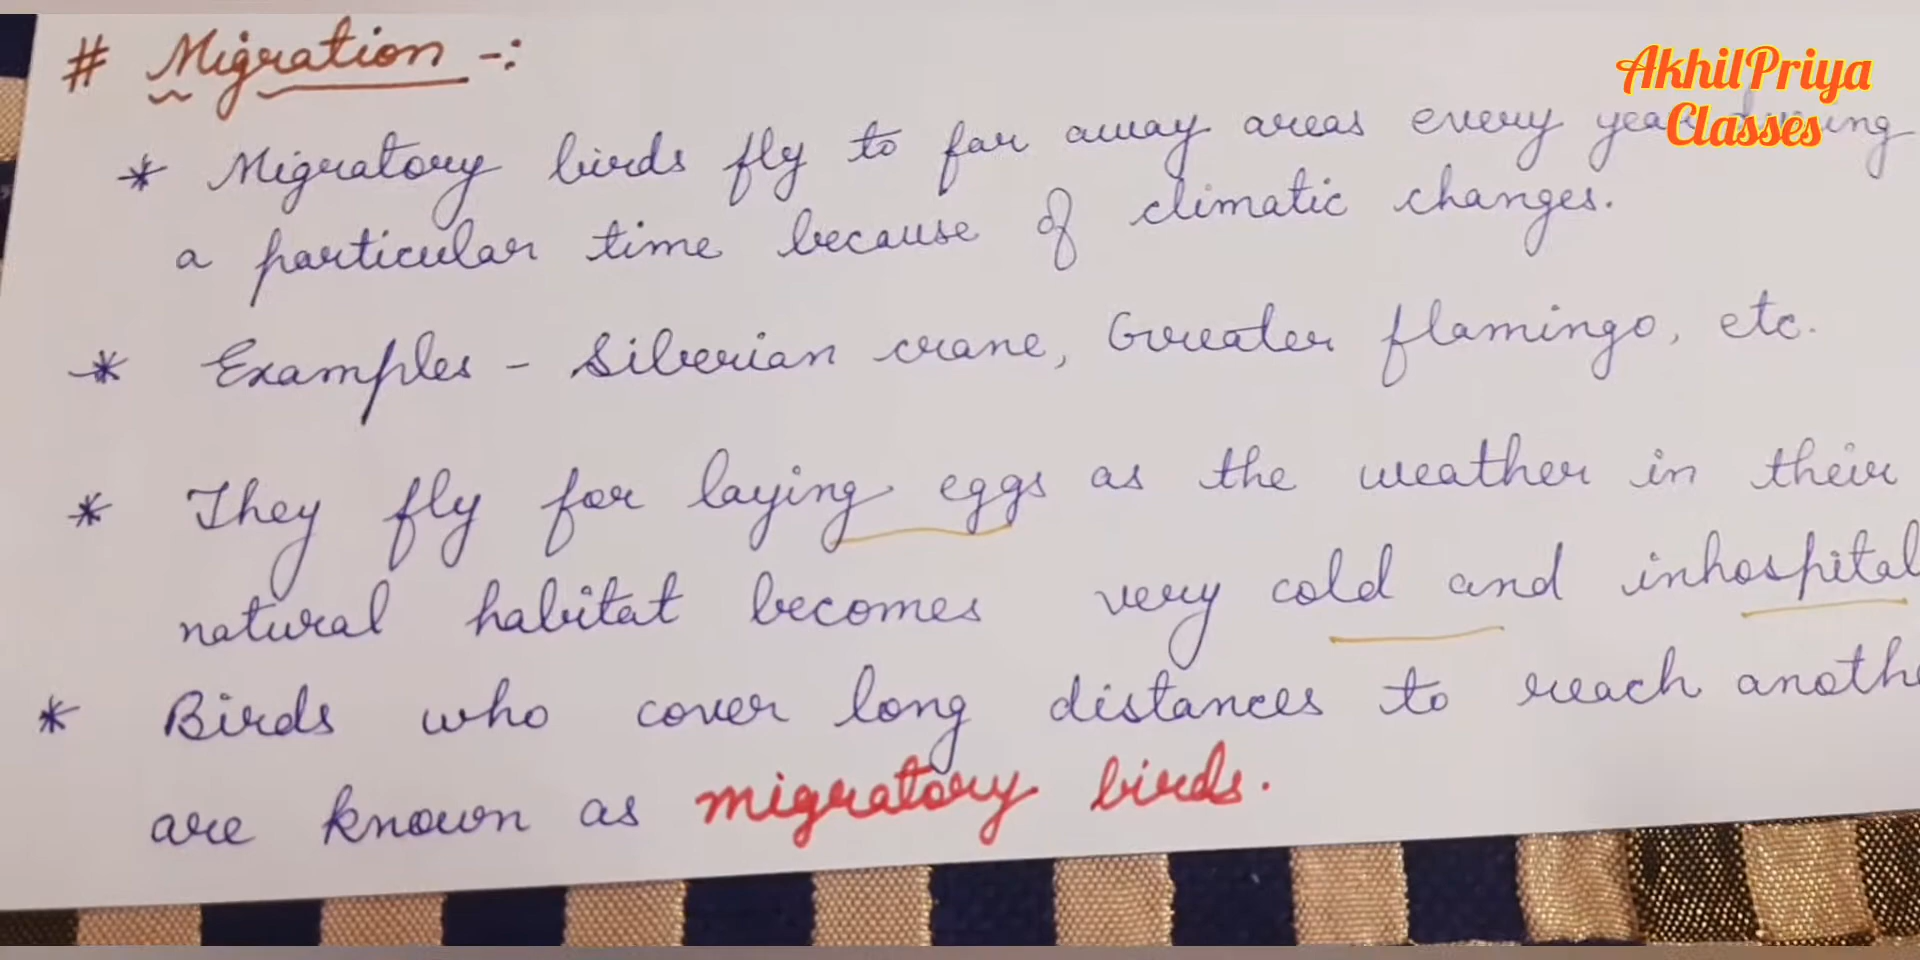 # Migration -:
AkhilPriya
Classes
* Migratory birds fly to far away areas every year
a particular time because of climatic changes.
* Examples - Siberian crane, Greater flamingo, etc.
* They fly for laying eggs as the weather in their
natural habitat becomes very cold and inhospital
* Birds who cover long distances to reach anothe
are known as migratory birds.